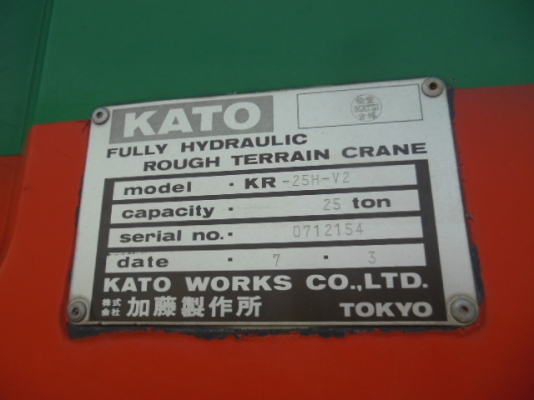 KATO
FULLY HYDRAULIC
ROUGH TERRAIN CRANE
model · KR -25H-V2
capacity · 25 ton
serial no. · 0712154
date · 7 · 3
KATO WORKS CO.,LTD.
株式会社 加藤製作所 TOKYO